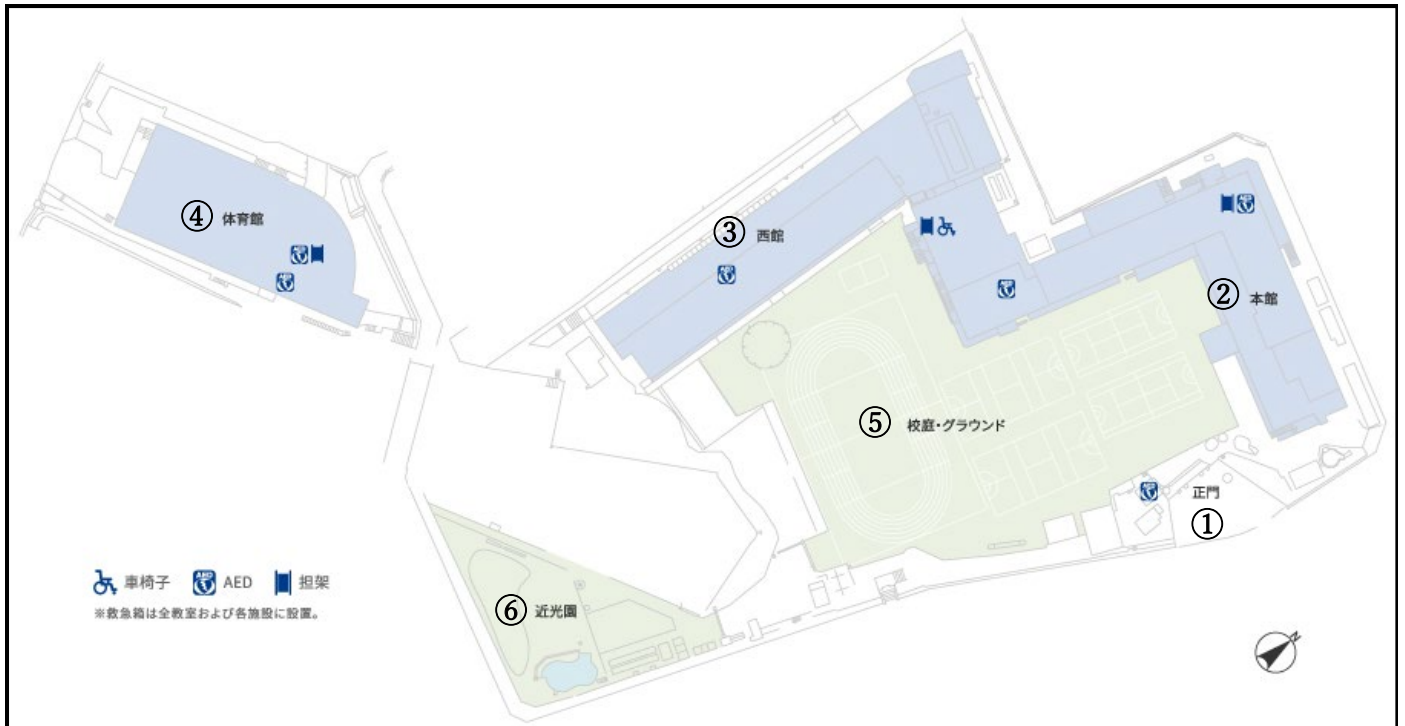 ④ 体育館
③ 西館
② 本館
⑤ 校庭・グラウンド
正門
①
⑥ 近光園
車椅子 AED 担架
※救急箱は全教室および各施設に設置。
N